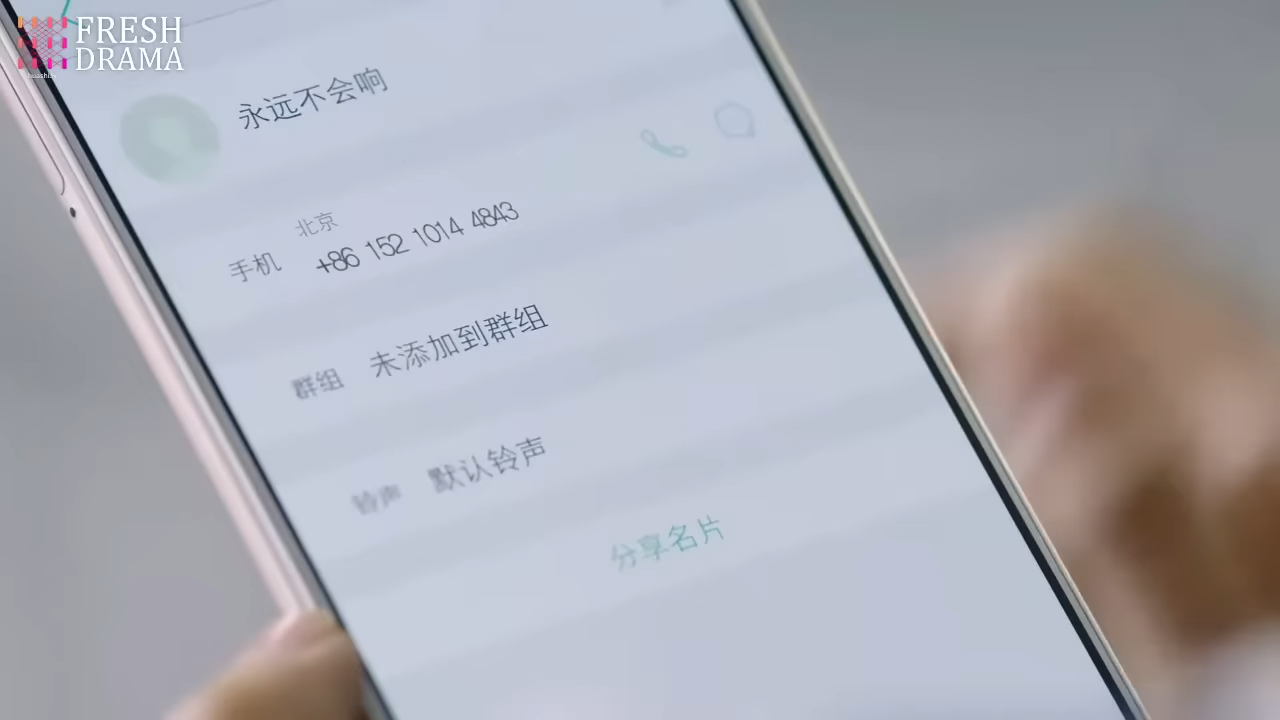 FRESH
DRAMA
永远不会响
北京
手机 +86 152 1014 4843
群组 未添加到群组
铃声 默认铃声
分享名片